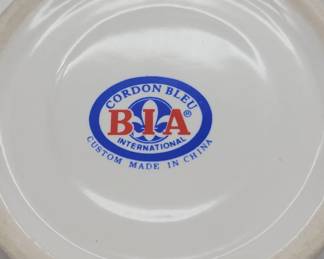 CORDON BLEU
BIA®
INTERNATIONAL
CUSTOM MADE IN CHINA